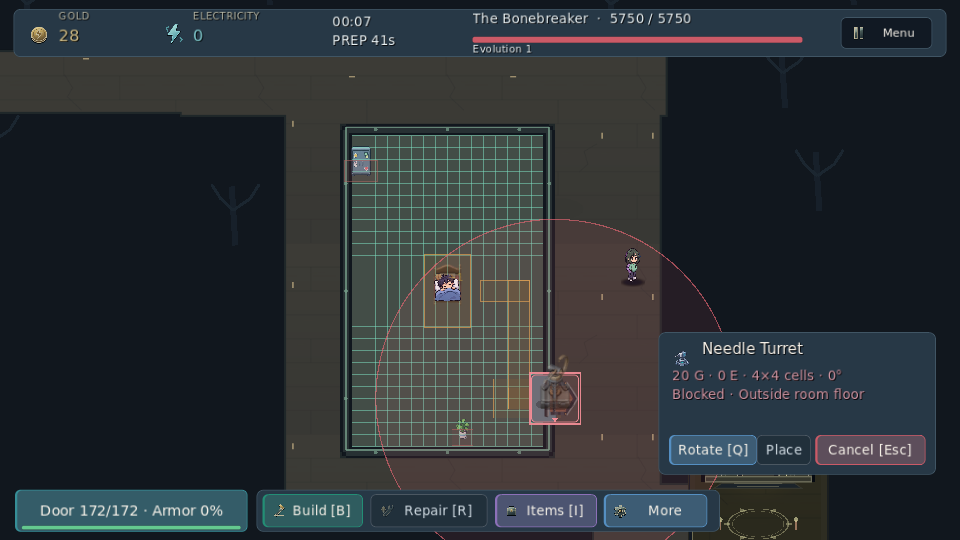 GOLD
28
ELECTRICITY
0
00:07
PREP 41s
The Bonebreaker · 5750 / 5750
Evolution 1
Menu
Needle Turret
20 G · 0 E · 4×4 cells · 0°
Blocked · Outside room floor
Rotate [Q]
Place
Cancel [Esc]
Door 172/172 · Armor 0%
Build [B]
Repair [R]
Items [I]
More